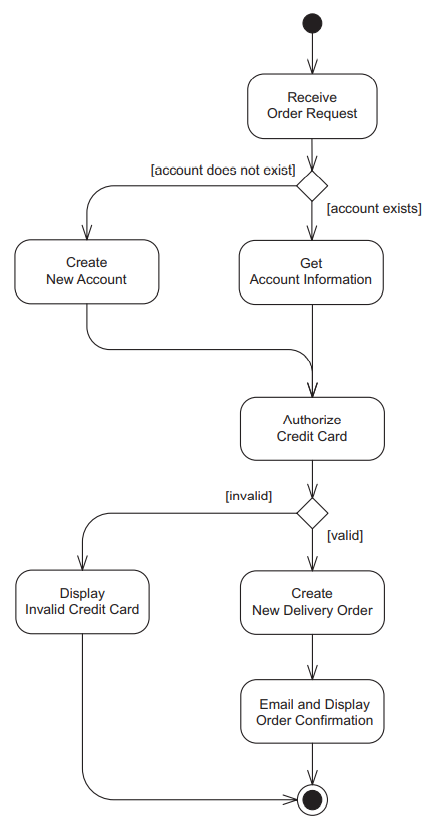 Receive
Order Request
[account does not exist]
[account exists]
Create
New Account
Get
Account Information
Authorize
Credit Card
[invalid]
[valid]
Display
Invalid Credit Card
Create
New Delivery Order
Email and Display
Order Confirmation